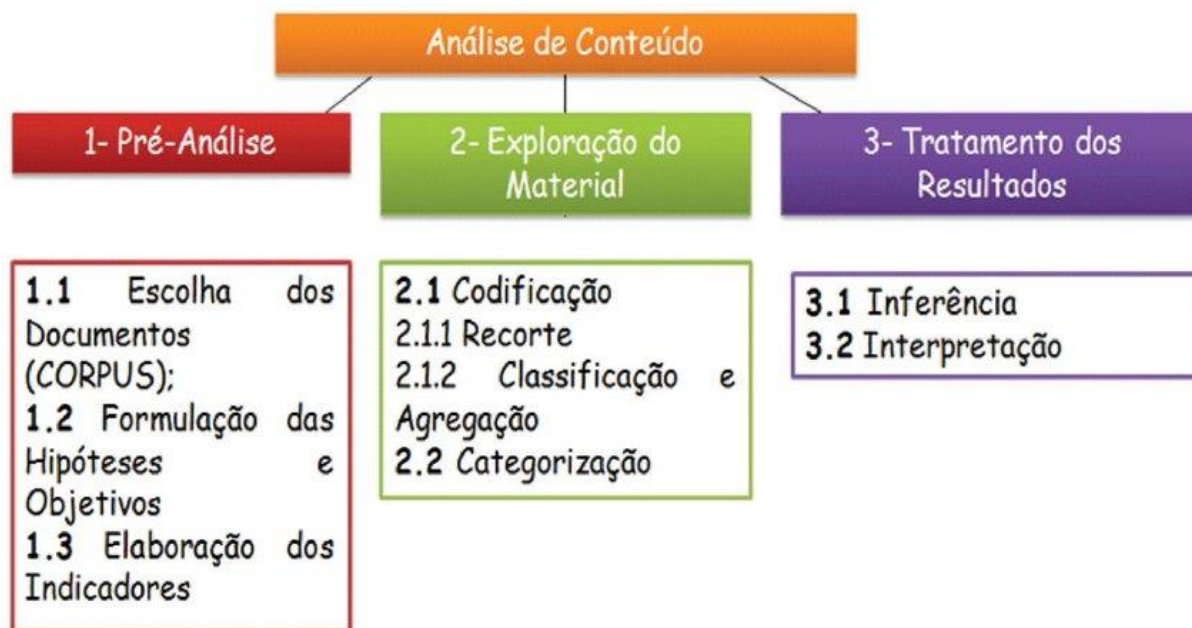 Análise de Conteúdo
1- Pré-Análise
2- Exploração do
Material
3- Tratamento dos
Resultados
1.1 Escolha dos
Documentos
(CORPUS);
1.2 Formulação das
Hipóteses e
Objetivos
1.3 Elaboração dos
Indicadores
2.1 Codificação
2.1.1 Recorte
2.1.2 Classificação e
Agregação
2.2 Categorização
3.1 Inferência
3.2 Interpretação